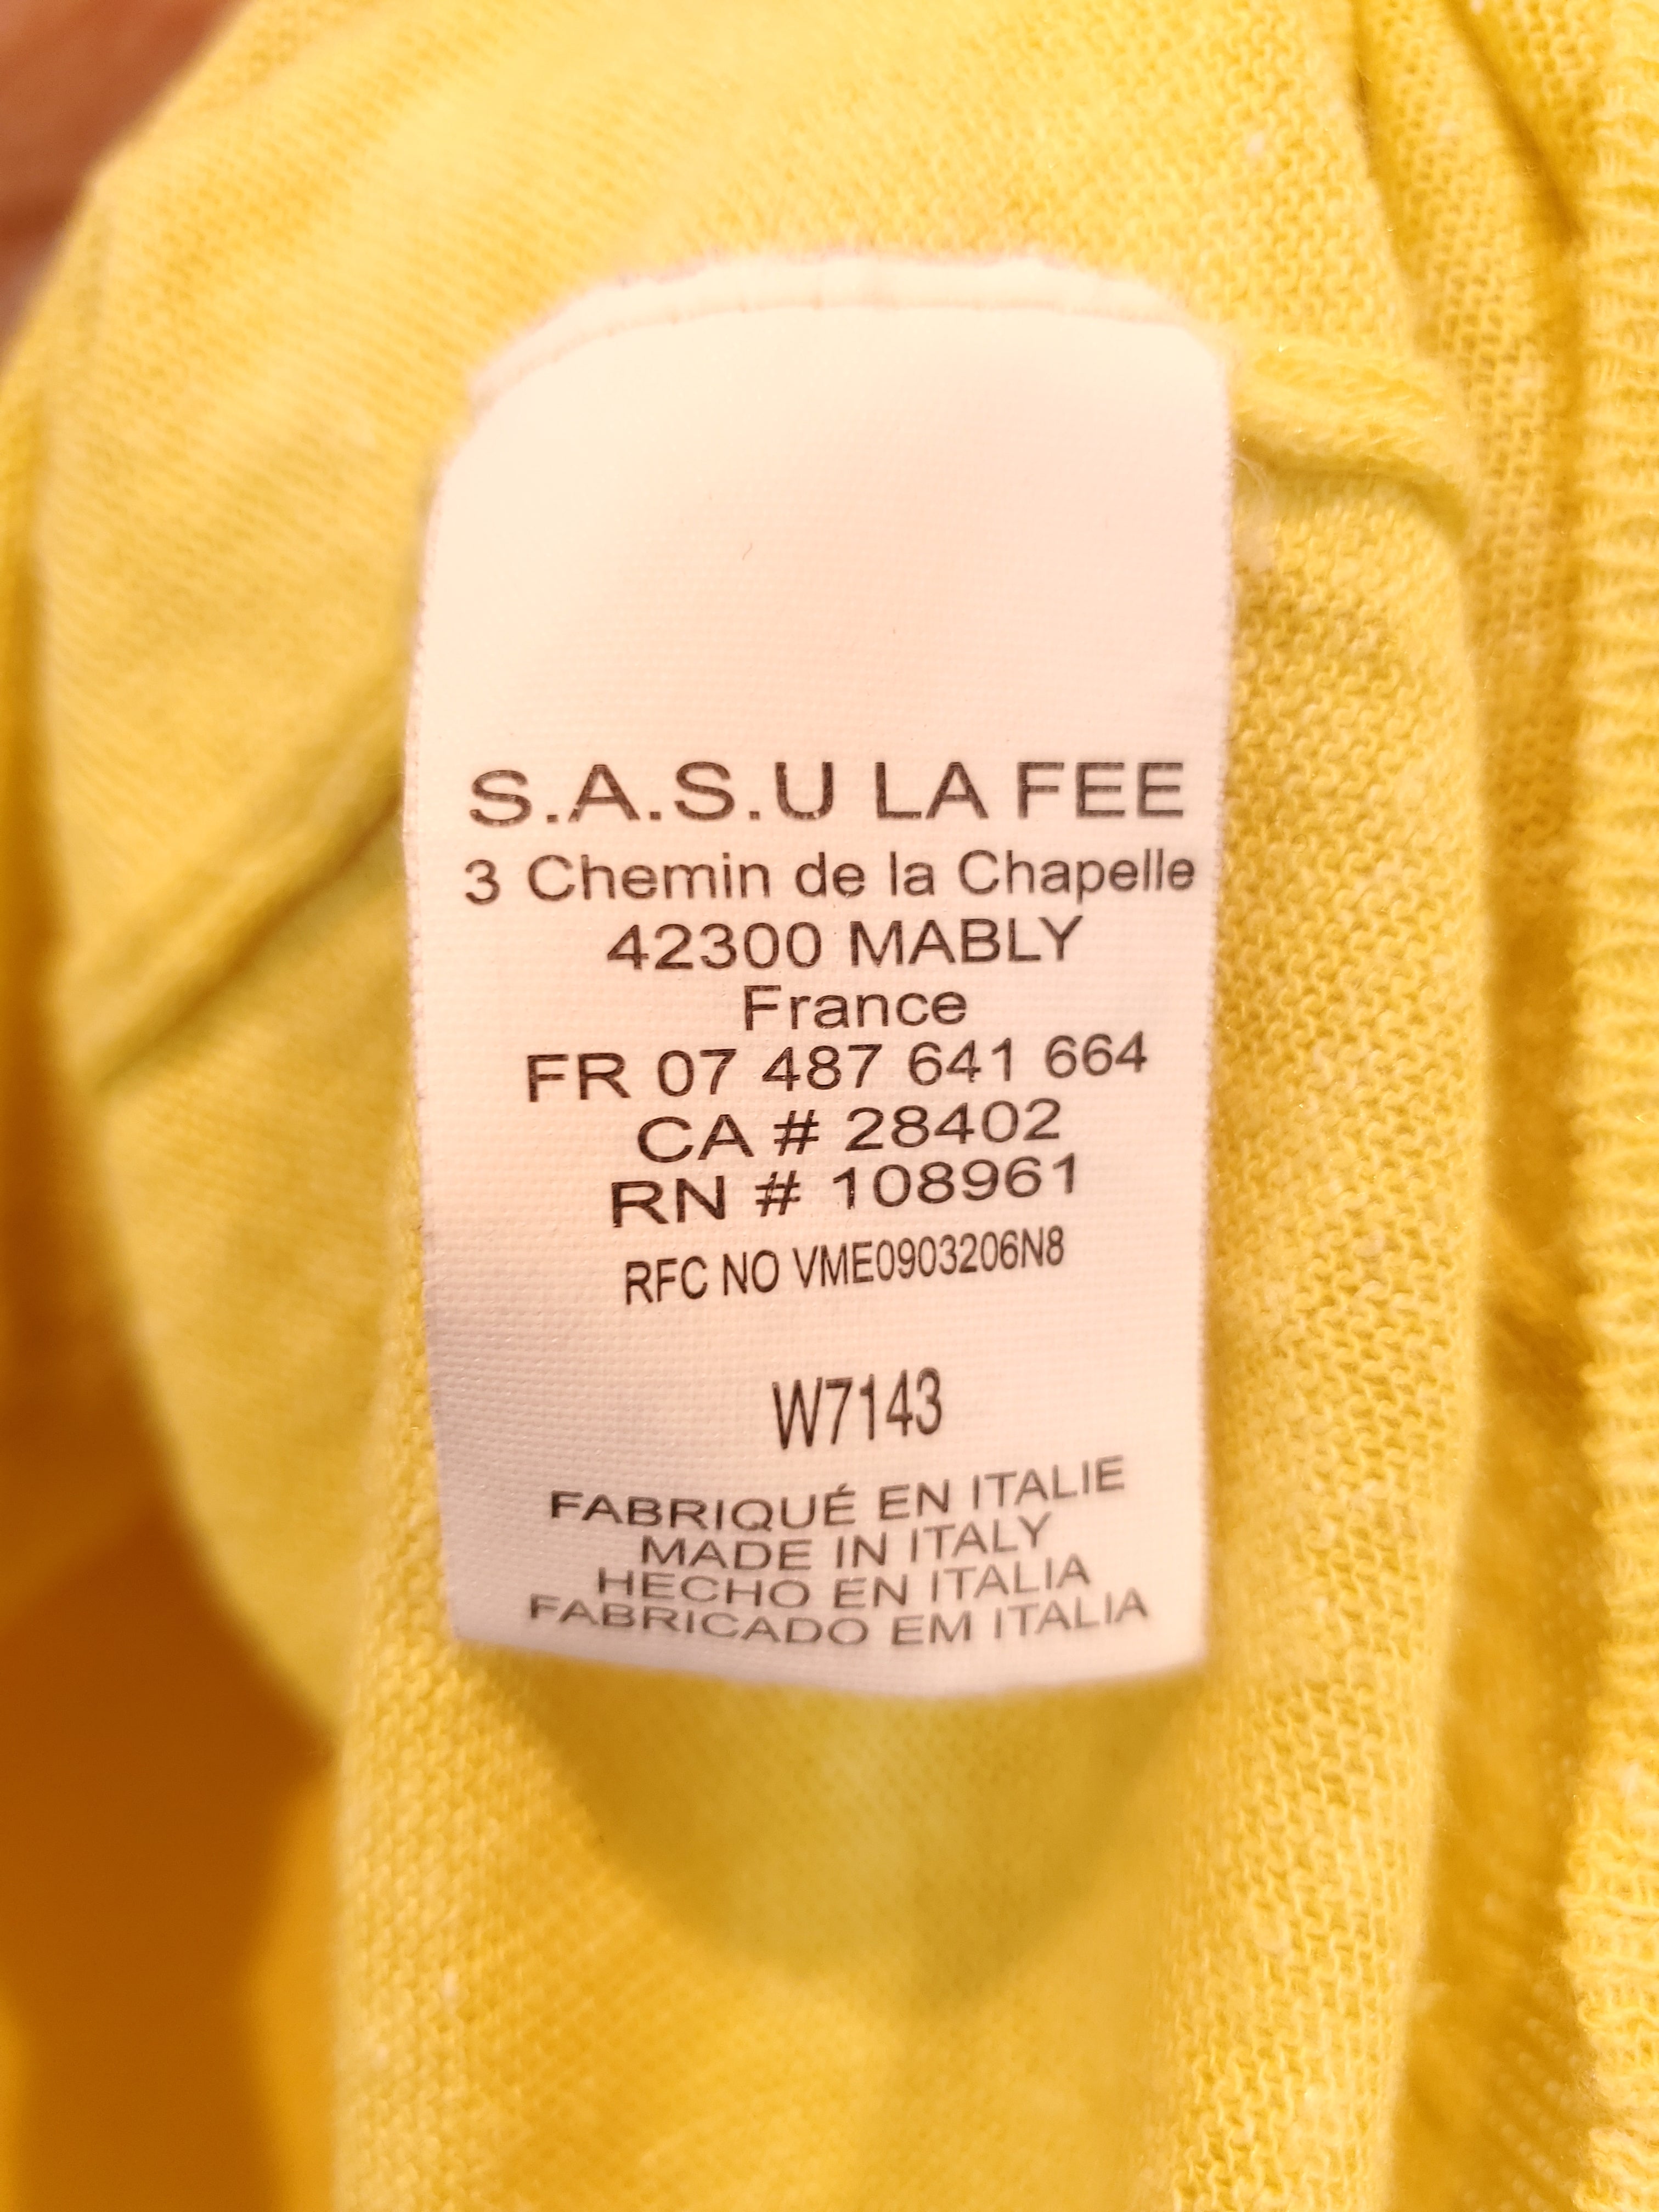 S.A.S.U LA FEE
3 Chemin de la Chapelle
42300 MABLY
France
FR 07 487 641 664
CA # 28402
RN # 108961
RFC NO VME0903206N8
W7143
FABRIQUÉ EN ITALIE
MADE IN ITALY
HECHO EN ITALIA
FABRICADO EM ITALIA